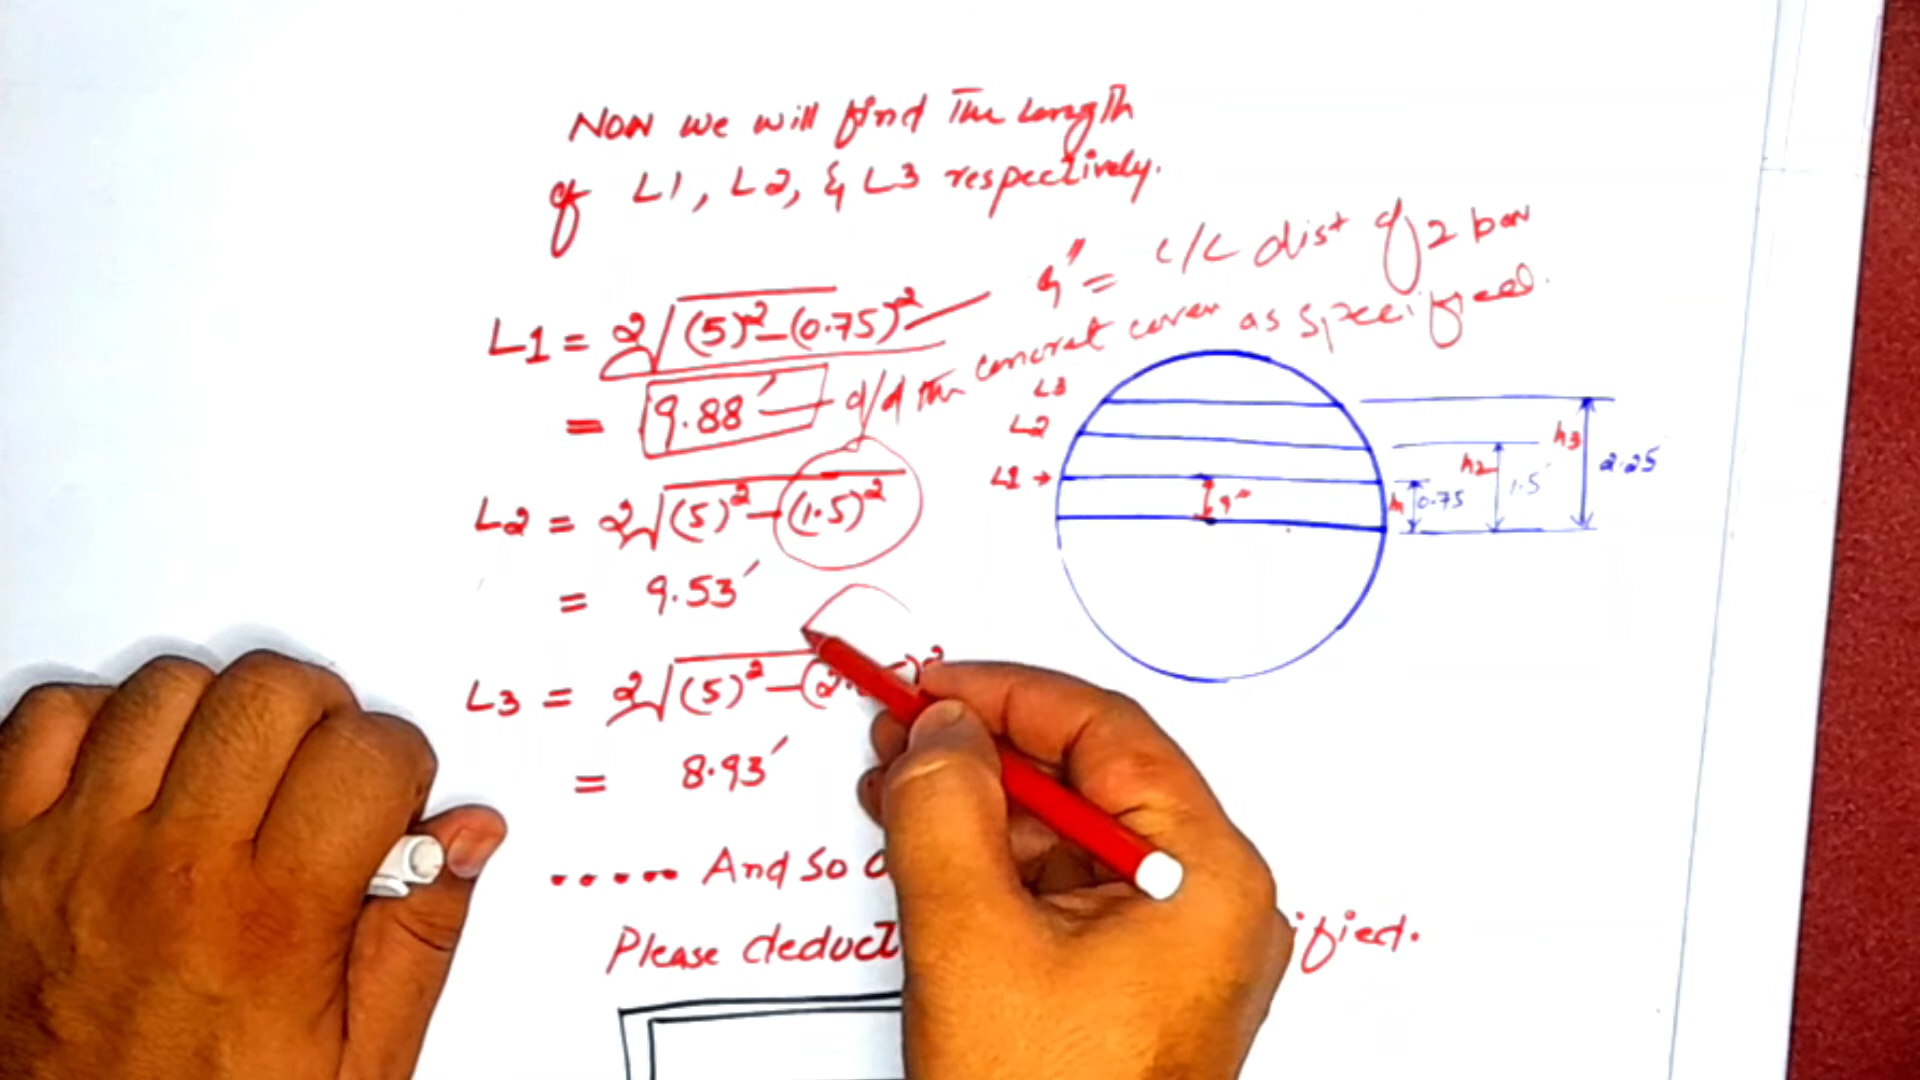 Now we will find the Length
of L1, L2, & L3 respectively.
9" = c/c dist of 2 bar
L1 = 2√(5)²-(0.75)²
= 9.88' d/d the concret cover as specified.
L2 = 2√(5)²-(1.5)²
= 9.53'
L3 = 2√(5)²-(2.
= 8.93'
..... And So
Please deduct ified.
L3
L2
L1 →
9"
h 0.75
h2 1.5'
h3 2.25